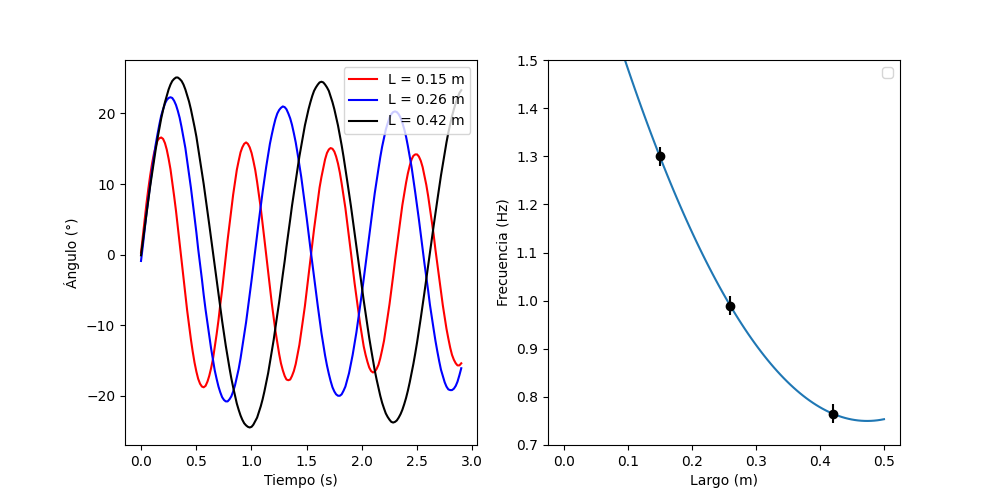 L = 0.15 m
L = 0.26 m
L = 0.42 m
20
10
0
−10
−20
Ángulo (°)
0.0 0.5 1.0 1.5 2.0 2.5 3.0
Tiempo (s)
1.5
1.4
1.3
1.2
1.1
1.0
0.9
0.8
0.7
Frecuencia (Hz)
0.0 0.1 0.2 0.3 0.4 0.5
Largo (m)